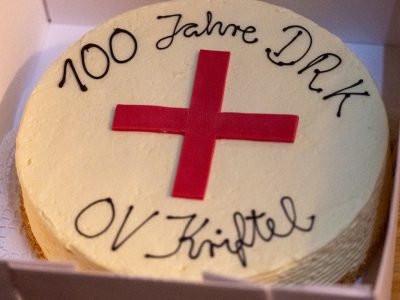 100 Jahre DRK
OV Kriftel